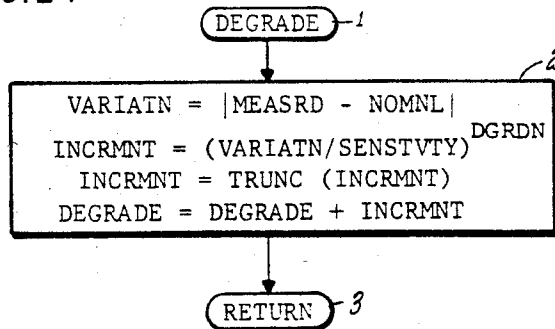 DEGRADE 1
2
VARIATN = |MEASRD - NOMNL|
INCRMNT = (VARIATN/SENSTVTY)^DGRDN
INCRMNT = TRUNC (INCRMNT)
DEGRADE = DEGRADE + INCRMNT
RETURN 3